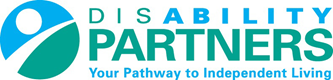 DISABILITY
PARTNERS
Your Pathway to Independent Living